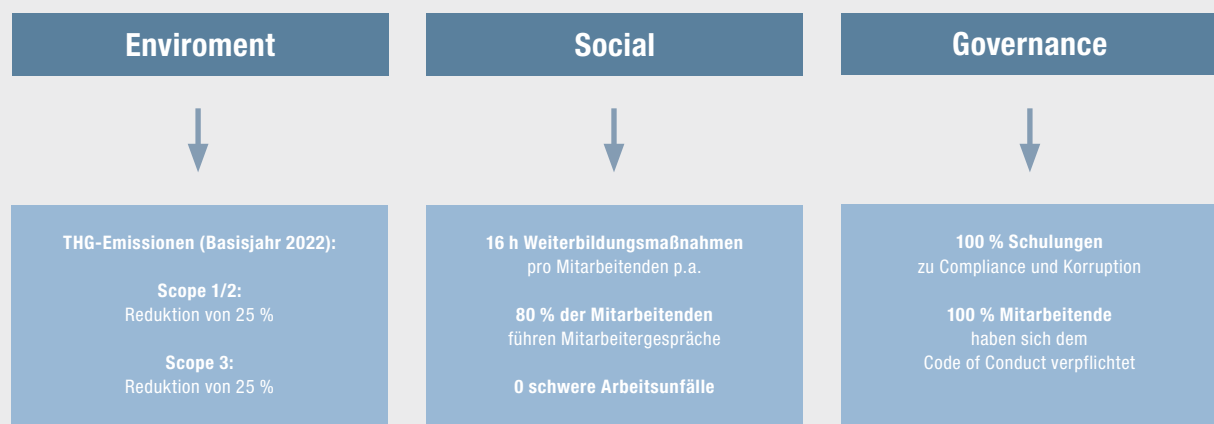 Enviroment
THG-Emissionen (Basisjahr 2022):
Scope 1/2:
Reduktion von 25 %
Scope 3:
Reduktion von 25 %
Social
16 h Weiterbildungsmaßnahmen
pro Mitarbeitenden p.a.
80 % der Mitarbeitenden
führen Mitarbeitergespräche
0 schwere Arbeitsunfälle
Governance
100 % Schulungen
zu Compliance und Korruption
100 % Mitarbeitende
haben sich dem
Code of Conduct verpflichtet